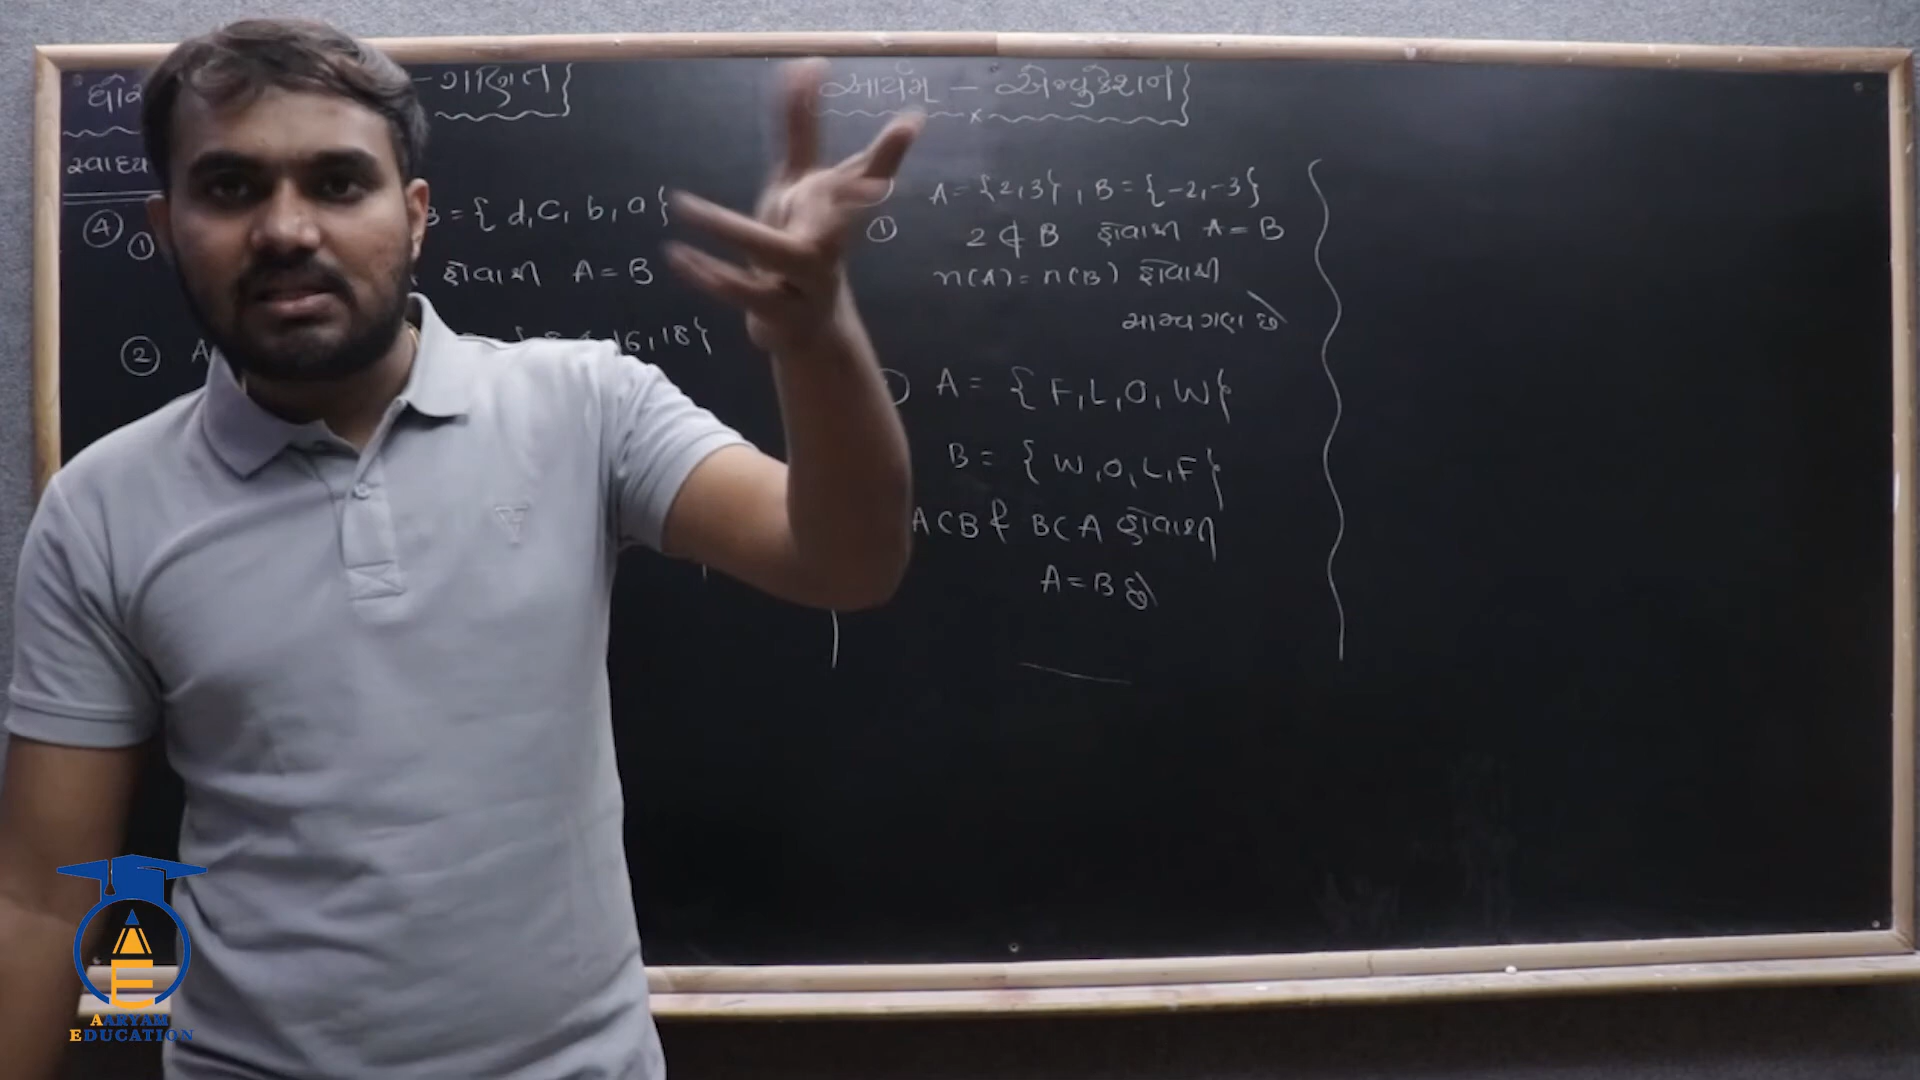 - ગણિત}
સ્વાધ્ય
④ ① B = { d, c, b, a }
હોવાથી A = B
② A 16, 18}
આર્યમ્ - એજ્યુકેશન}
A = {2,3} , B = {-2,-3}
① 2 ⊄ B હોવાથી A = B
n(A) = n(B) હોવાથી
સામ્ય ગણ છે
A = { F, L, O, W}
B = { W, O, L, F}
A⊂B & B⊂A હોવાથી
A = B છે
AARYAM
EDUCATION